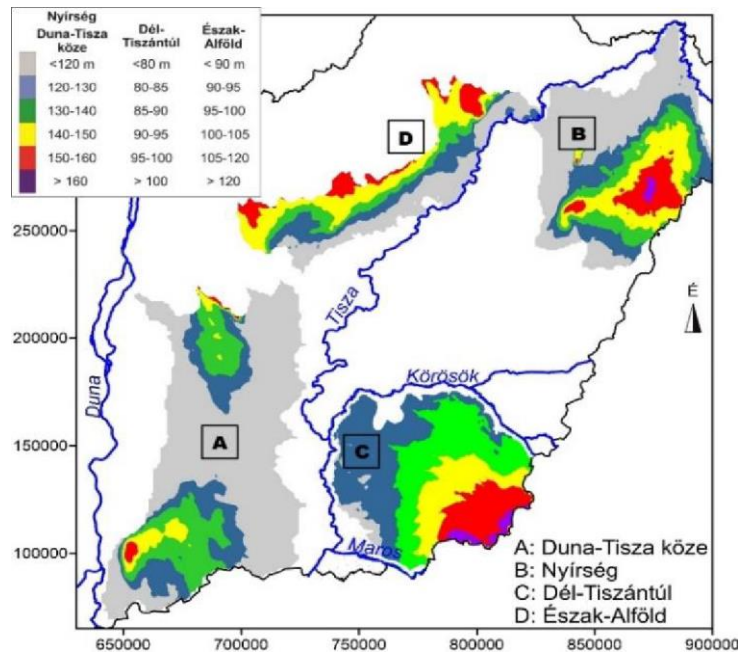 Nyírség
Duna-Tisza köze
Dél-Tiszántúl
Észak-Alföld
<120 m <80 m < 90 m
120-130 80-85 90-95
130-140 85-90 95-100
140-150 90-95 100-105
150-160 95-100 105-120
> 160 > 100 > 120
D
B
250000
É
200000
Tisza
Duna
Körösök
150000
A
C
100000
Maros
A: Duna-Tisza köze
B: Nyírség
C: Dél-Tiszántúl
D: Észak-Alföld
650000 700000 750000 800000 850000 900000